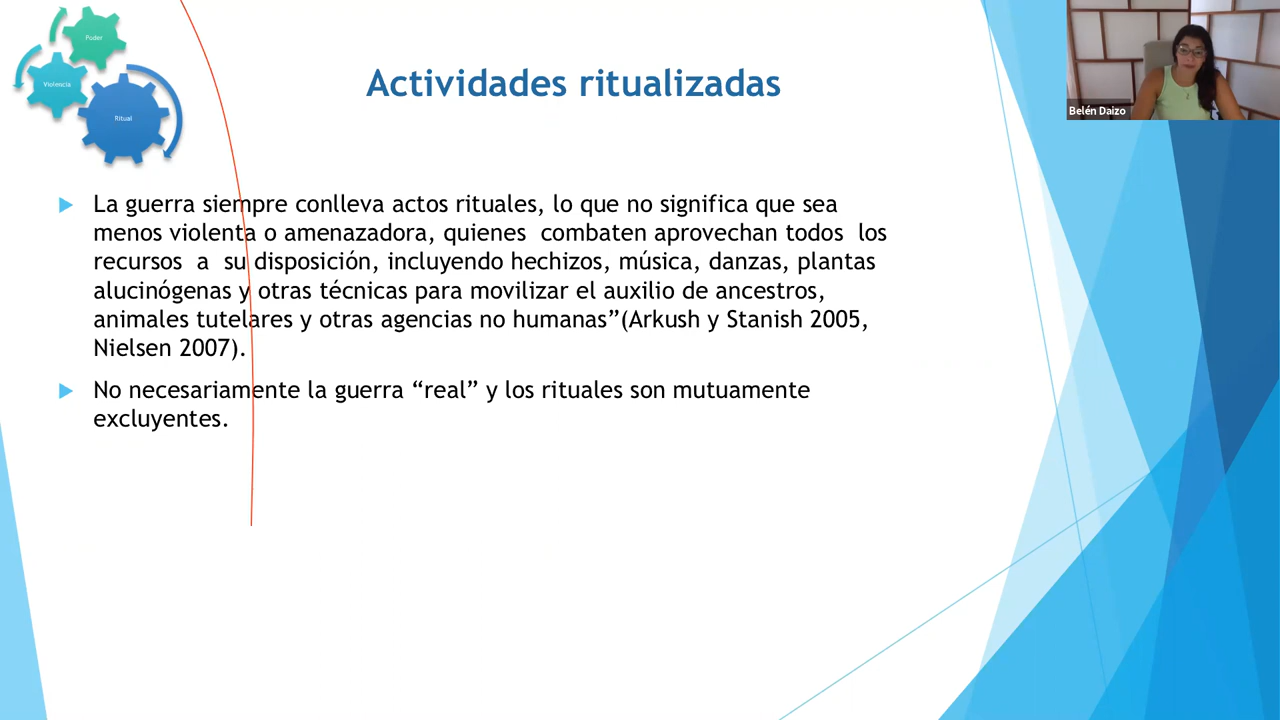 Poder
Violencia
Ritual
Actividades ritualizadas
Belén Daizo
La guerra siempre conlleva actos rituales, lo que no significa que sea
menos violenta o amenazadora, quienes combaten aprovechan todos los
recursos a su disposición, incluyendo hechizos, música, danzas, plantas
alucinógenas y otras técnicas para movilizar el auxilio de ancestros,
animales tutelares y otras agencias no humanas”(Arkush y Stanish 2005,
Nielsen 2007).
No necesariamente la guerra “real” y los rituales son mutuamente
excluyentes.